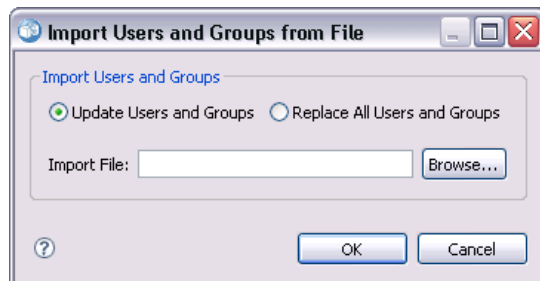 Import Users and Groups from File
Import Users and Groups
Update Users and Groups Replace All Users and Groups
Import File: Browse...
? OK Cancel